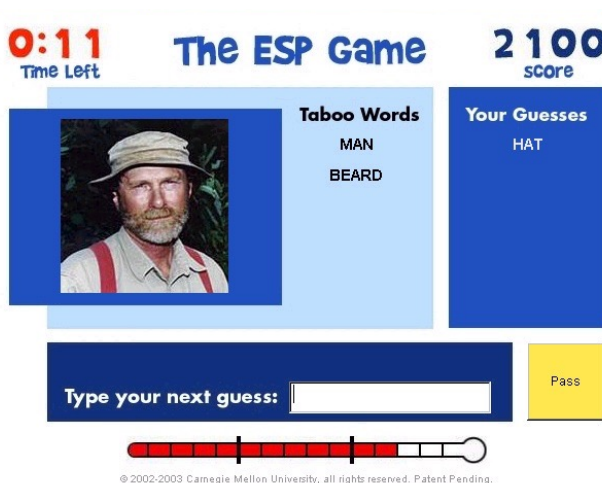 0:11
Time Left
The ESP Game
2100
score
Taboo Words
MAN
BEARD
Your Guesses
HAT
Type your next guess:
Pass
© 2002-2003 Carnegie Mellon University, all rights reserved. Patent Pending.